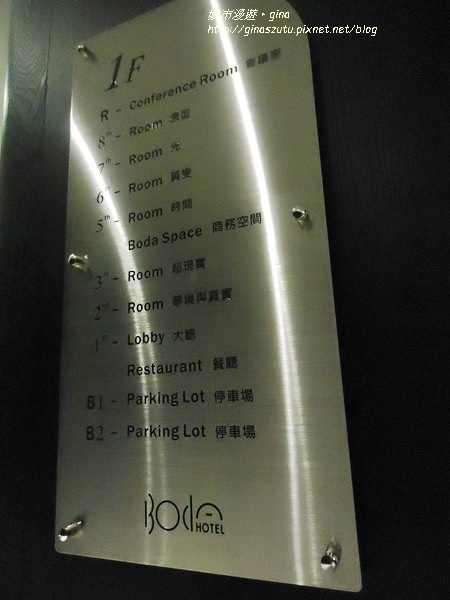 城市漫遊。gina
http://ginaszutu.pixnet.net/blog
1F
R - Conference Room 會議室
8th - Room 原型
7th - Room 光
6th - Room 質變
5th - Room 時間
Boda Space 商務空間
3rd - Room 超現實
2nd - Room 夢境與真實
1st - Lobby 大廳
Restaurant 餐廳
B1 - Parking Lot 停車場
B2 - Parking Lot 停車場
Boda
HOTEL